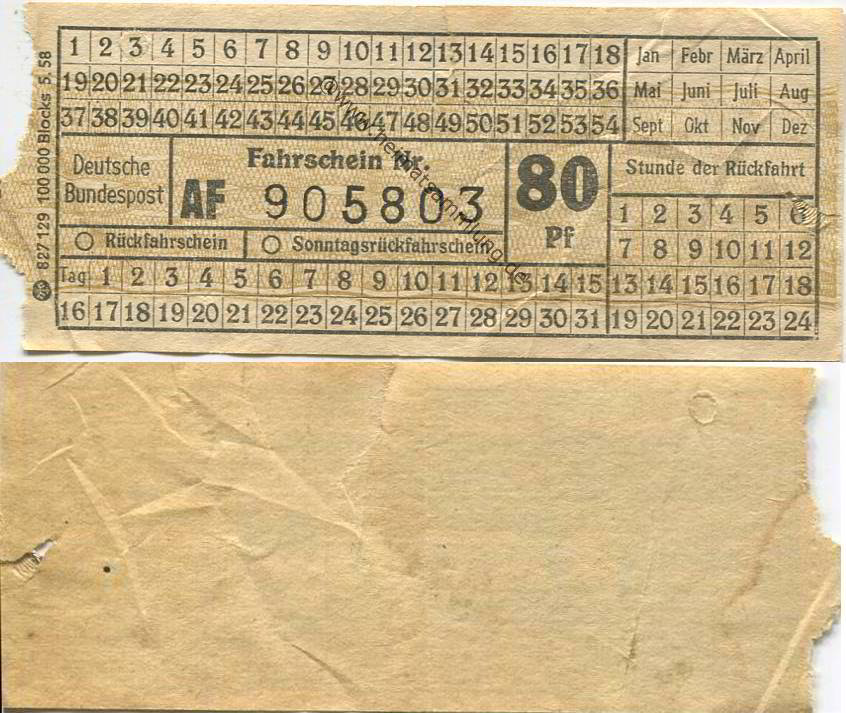 1 2 3 4 5 6 7 8 9 10 11 12 13 14 15 16 17 18 Jan Febr März April
19 20 21 22 23 24 25 26 27 28 29 30 31 32 33 34 35 36 Mai Juni Juli Aug
37 38 39 40 41 42 43 44 45 46 47 48 49 50 51 52 53 54 Sept Okt Nov Dez
Deutsche
Bundespost
Fahrschein Nr.
AF 905803
80
Pf
Stunde der Rückfahrt
1 2 3 4 5 6
7 8 9 10 11 12
Rückfahrschein Sonntagsrückfahrschein
Tag 1 2 3 4 5 6 7 8 9 10 11 12 13 14 15 13 14 15 16 17 18
16 17 18 19 20 21 22 23 24 25 26 27 28 29 30 31 19 20 21 22 23 24
827 129 100 000 Blocks 5. 58
www.heimatsammlung.de